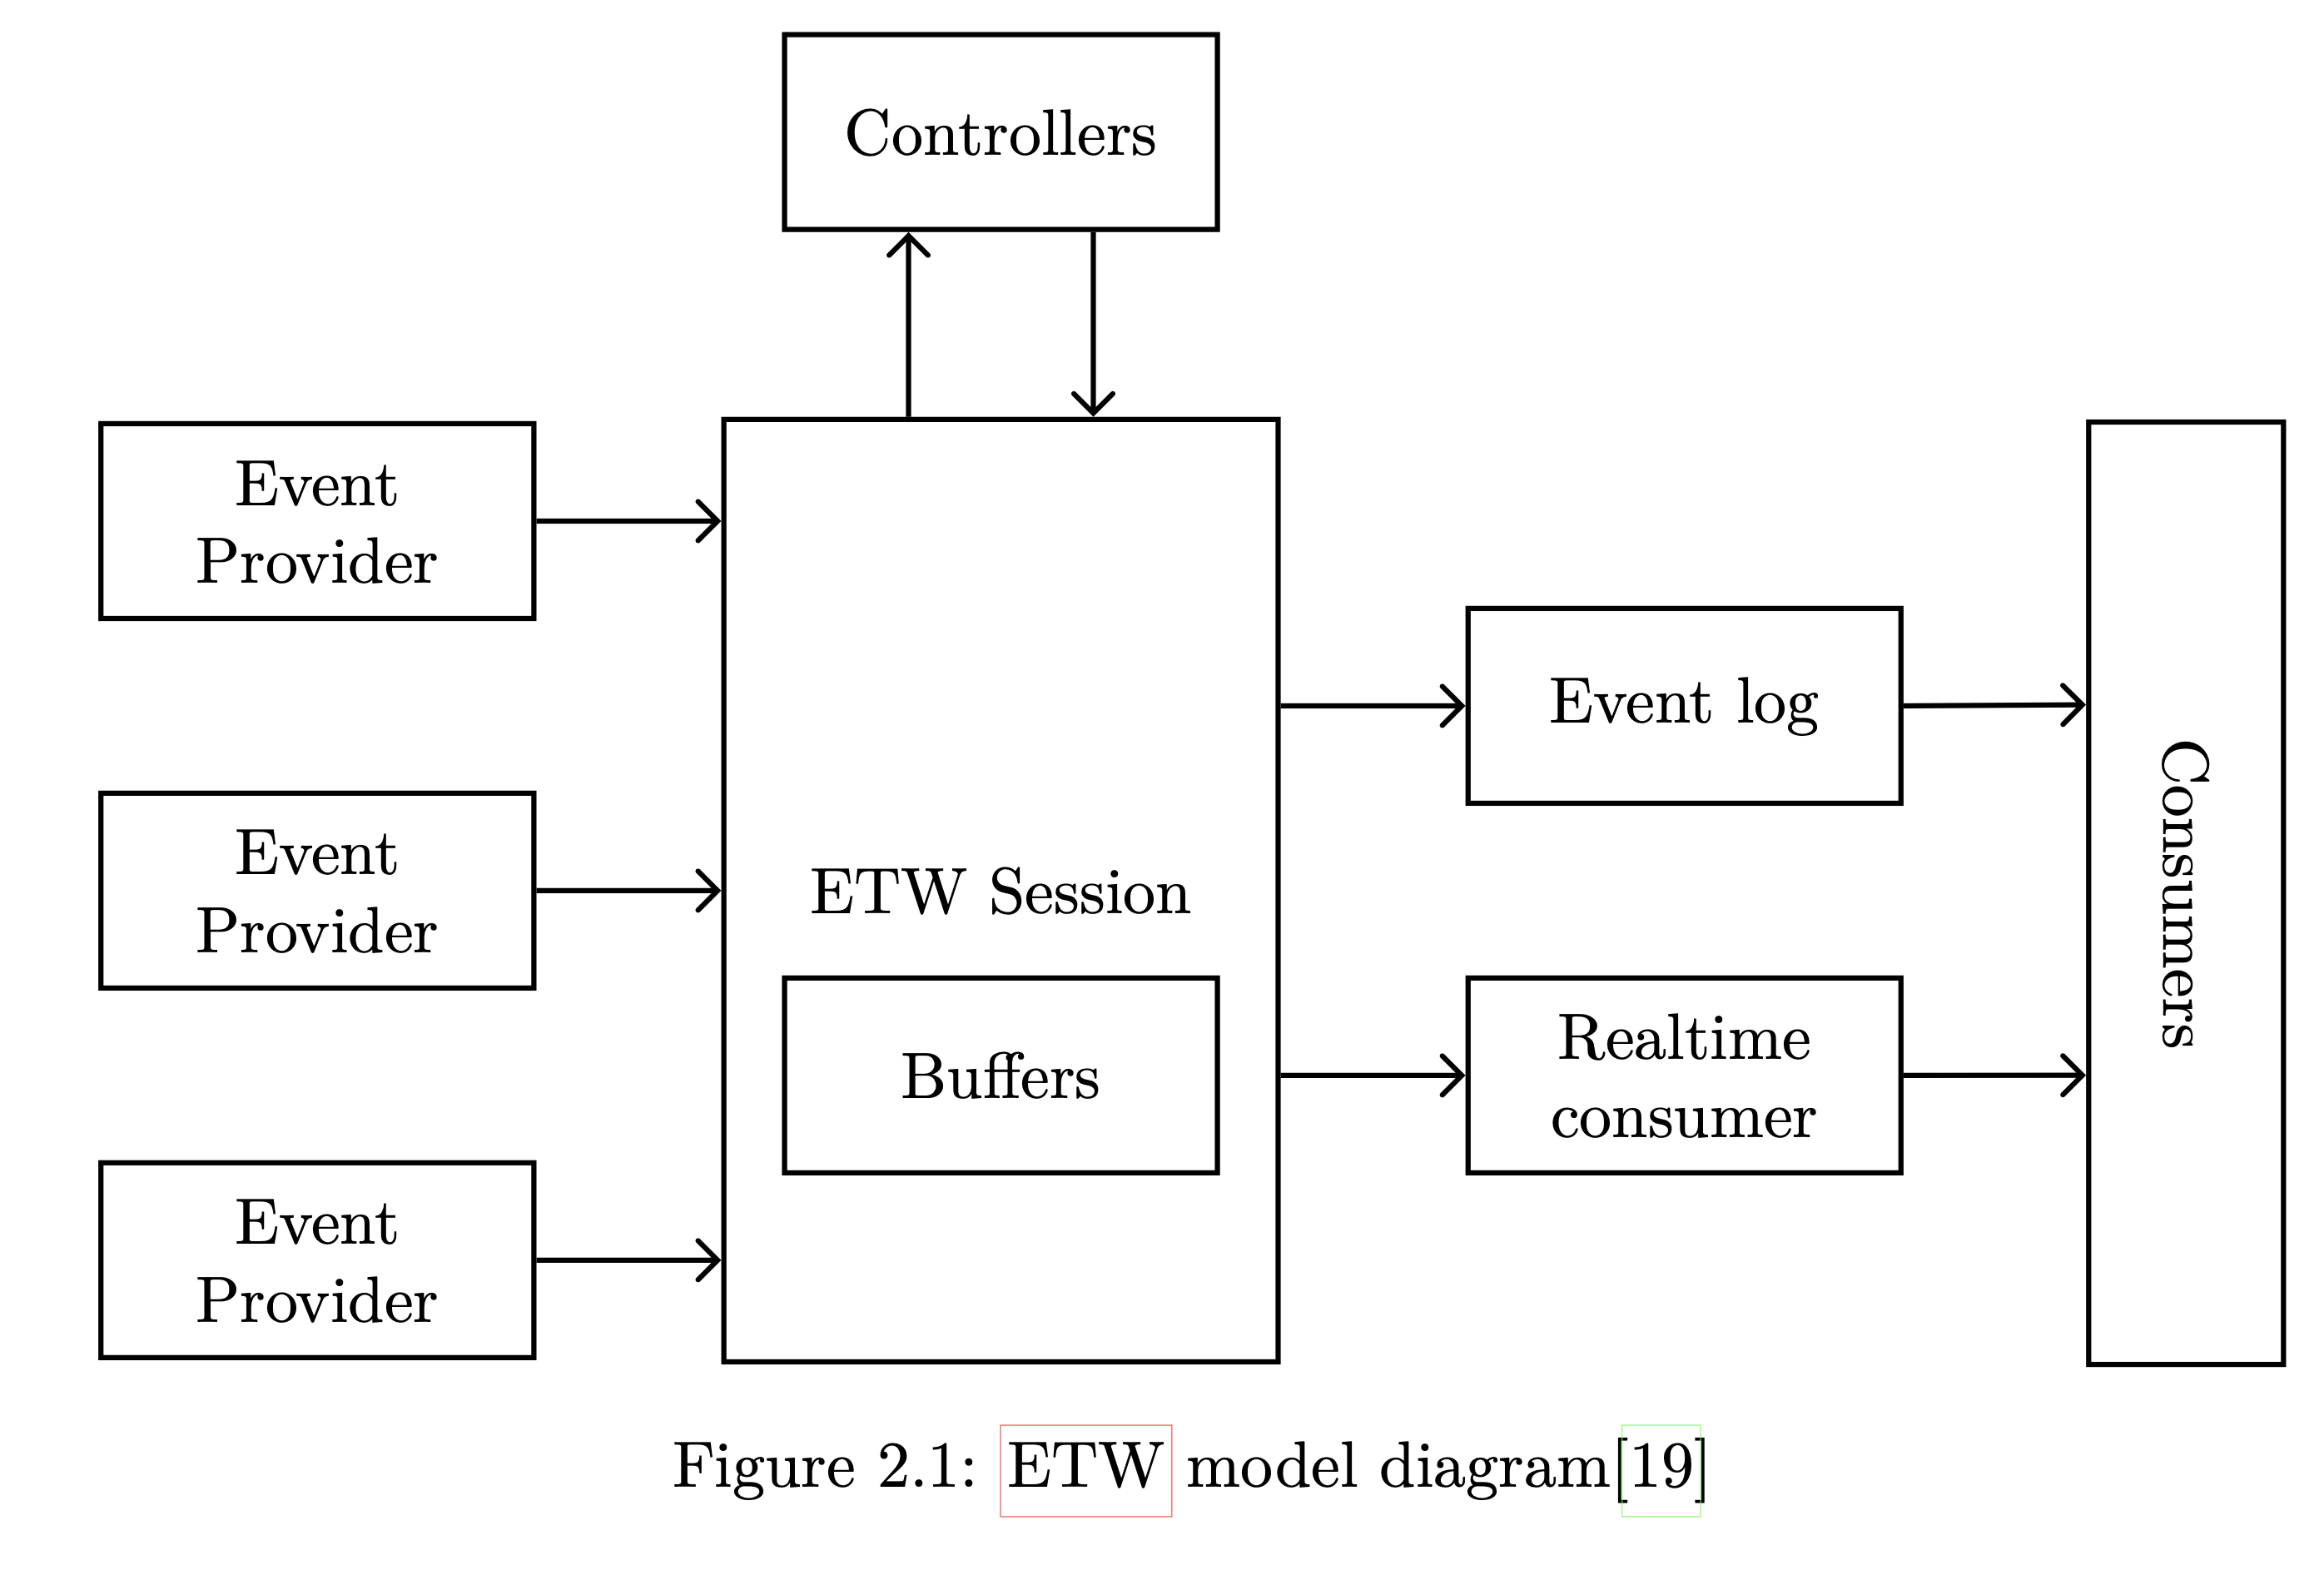 Controllers
Event
Provider
Event
Provider
Event
Provider
ETW Session
Buffers
Event log
Realtime
consumer
Consumers
Figure 2.1: ETW model diagram[19]